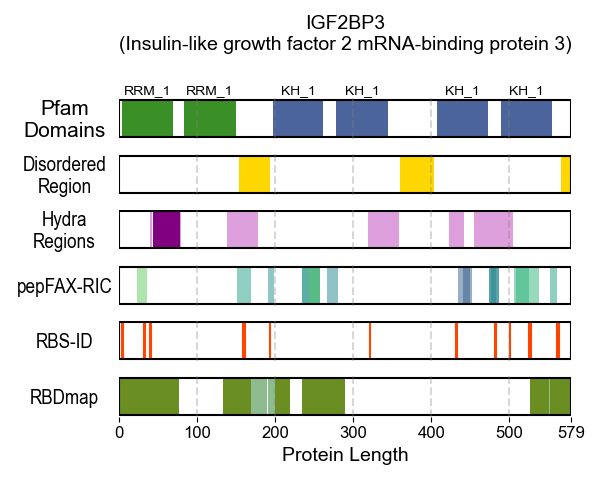 IGF2BP3
(Insulin-like growth factor 2 mRNA-binding protein 3)
RRM_1 RRM_1 KH_1 KH_1 KH_1 KH_1
Pfam
Domains
Disordered
Region
Hydra
Regions
pepFAX-RIC
RBS-ID
RBDmap
0 100 200 300 400 500 579
Protein Length